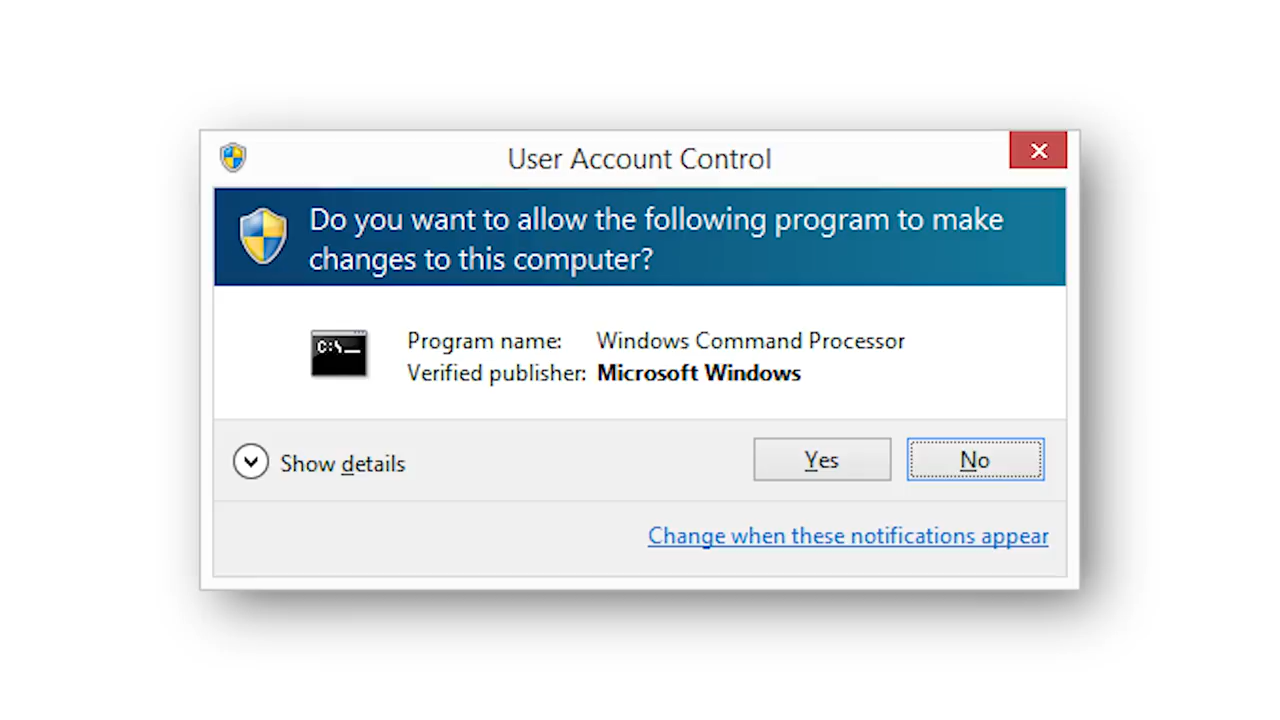 User Account Control
Do you want to allow the following program to make
changes to this computer?
C:\_
Program name: Windows Command Processor
Verified publisher: Microsoft Windows
Show details
Yes
No
Change when these notifications appear